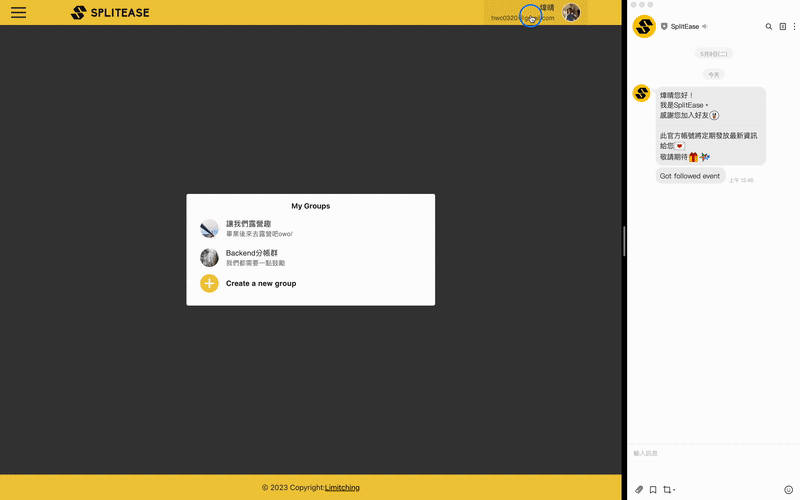 SPLITEASE
煒晴
My Groups
讓我們露營趣
畢業後來去露營吧owo/
Backend分帳群
我們都需要一點鼓勵
Create a new group
© 2023 Copyright:Limitching
SplitEase
5月9日(二)
今天
煒晴您好！
我是SplitEase。
感謝您加入好友
此官方帳號將定期發放最新資訊
給您
敬請期待
Got followed event
上午 12:46
輸入訊息